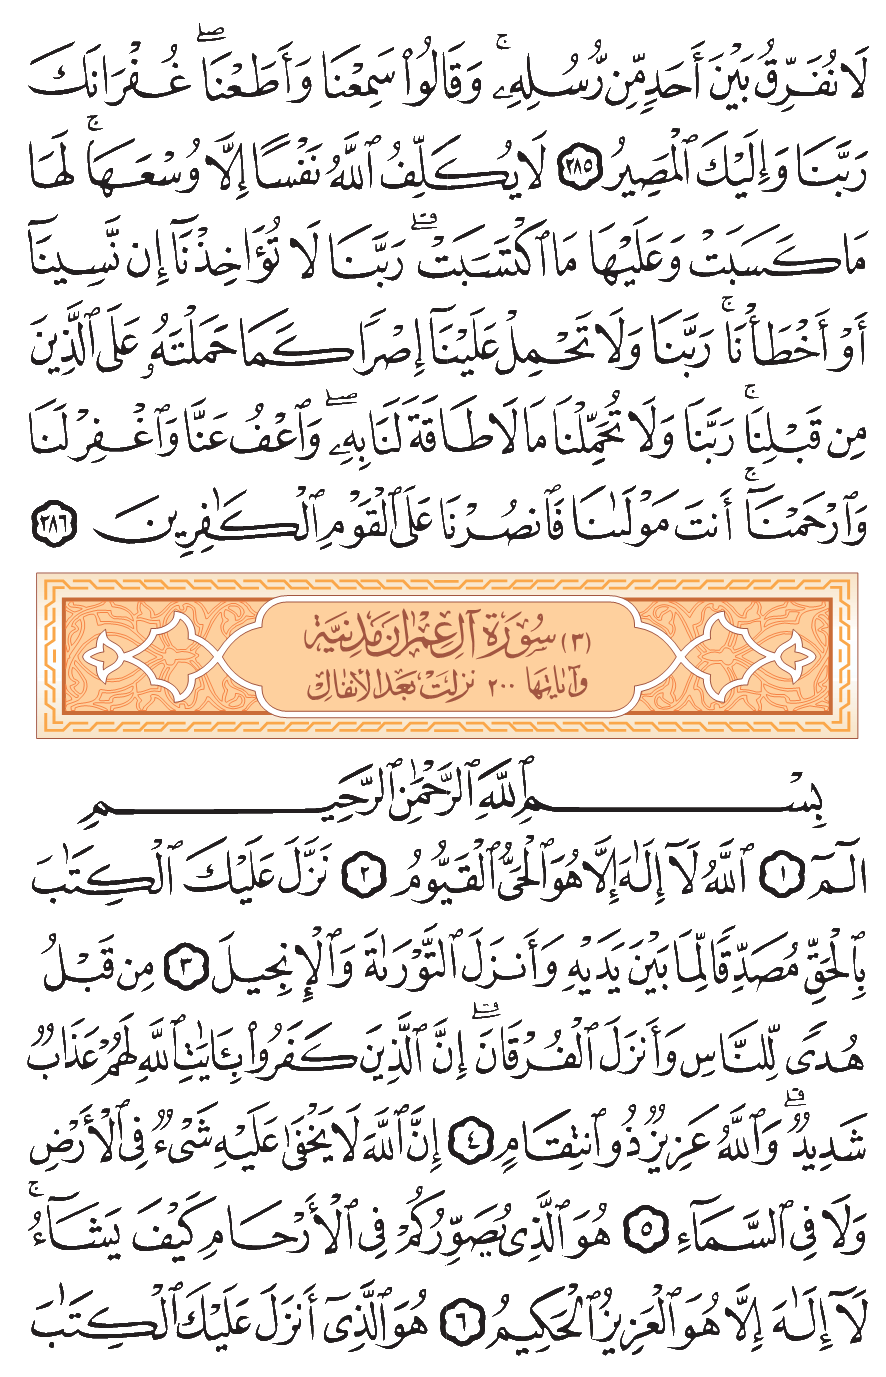 لَا نُفَرِّقُ بَيْنَ أَحَدٍ مِّن رُّسُلِهِۦ ۚ وَقَالُوا۟ سَمِعْنَا وَأَطَعْنَا ۖ غُفْرَانَكَ
رَبَّنَا وَإِلَيْكَ ٱلْمَصِيرُ ٢٨٥ لَا يُكَلِّفُ ٱللَّهُ نَفْسًا إِلَّا وُسْعَهَا ۚ لَهَا
مَا كَسَبَتْ وَعَلَيْهَا مَا ٱكْتَسَبَتْ ۗ رَبَّنَا لَا تُؤَاخِذْنَآ إِن نَّسِينَآ
أَوْ أَخْطَأْنَا ۚ رَبَّنَا وَلَا تَحْمِلْ عَلَيْنَآ إِصْرًا كَمَا حَمَلْتَهُۥ عَلَى ٱلَّذِينَ
مِن قَبْلِنَا ۚ رَبَّنَا وَلَا تُحَمِّلْنَا مَا لَا طَاقَةَ لَنَا بِهِۦ ۖ وَٱعْفُ عَنَّا وَٱغْفِرْ لَنَا
وَٱرْحَمْنَآ ۚ أَنتَ مَوْلَىٰنَا فَٱنصُرْنَا عَلَى ٱلْقَوْمِ ٱلْكَـٰفِرِينَ ٢٨٦
(٣) سُورَة آلِ عِمْرَان مَدَنِيَّة
وآياتها ٢٠٠ نزلت بعد الأنفال
بِسْمِ ٱللَّهِ ٱلرَّحْمَـٰنِ ٱلرَّحِيمِ
الٓمٓ ١ ٱللَّهُ لَآ إِلَـٰهَ إِلَّا هُوَ ٱلْحَىُّ ٱلْقَيُّومُ ٢ نَزَّلَ عَلَيْكَ ٱلْكِتَـٰبَ
بِٱلْحَقِّ مُصَدِّقًا لِّمَا بَيْنَ يَدَيْهِ وَأَنزَلَ ٱلتَّوْرَىٰةَ وَٱلْإِنجِيلَ ٣ مِن قَبْلُ
هُدًى لِّلنَّاسِ وَأَنزَلَ ٱلْفُرْقَانَ ۗ إِنَّ ٱلَّذِينَ كَفَرُوا۟ بِـَٔايَـٰتِ ٱللَّهِ لَهُمْ عَذَابٌ
شَدِيدٌ ۗ وَٱللَّهُ عَزِيزٌ ذُو ٱنتِقَامٍ ٤ إِنَّ ٱللَّهَ لَا يَخْفَىٰ عَلَيْهِ شَىْءٌ فِى ٱلْأَرْضِ
وَلَا فِى ٱلسَّمَآءِ ٥ هُوَ ٱلَّذِى يُصَوِّرُكُمْ فِى ٱلْأَرْحَامِ كَيْفَ يَشَآءُ ۚ
لَآ إِلَـٰهَ إِلَّا هُوَ ٱلْعَزِيزُ ٱلْحَكِيمُ ٦ هُوَ ٱلَّذِىٓ أَنزَلَ عَلَيْكَ ٱلْكِتَـٰبَ